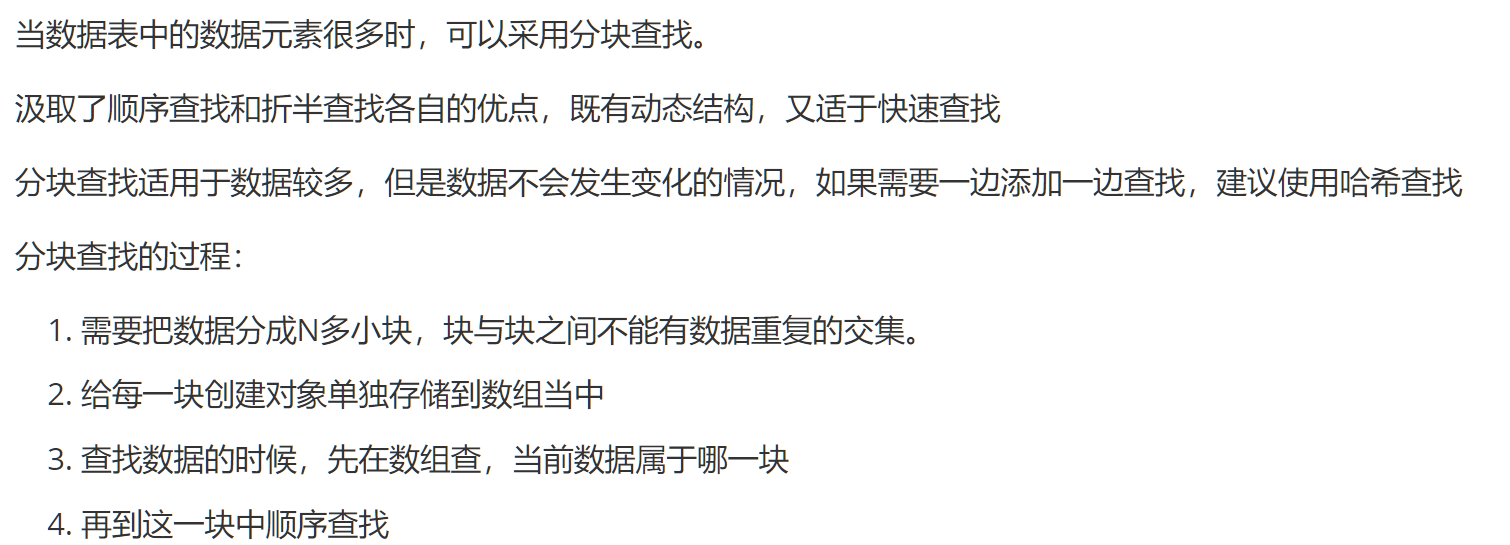 当数据表中的数据元素很多时，可以采用分块查找。
汲取了顺序查找和折半查找各自的优点，既有动态结构，又适于快速查找
分块查找适用于数据较多，但是数据不会发生变化的情况，如果需要一边添加一边查找，建议使用哈希查找
分块查找的过程：
1. 需要把数据分成N多小块，块与块之间不能有数据重复的交集。
2. 给每一块创建对象单独存储到数组当中
3. 查找数据的时候，先在数组查，当前数据属于哪一块
4. 再到这一块中顺序查找